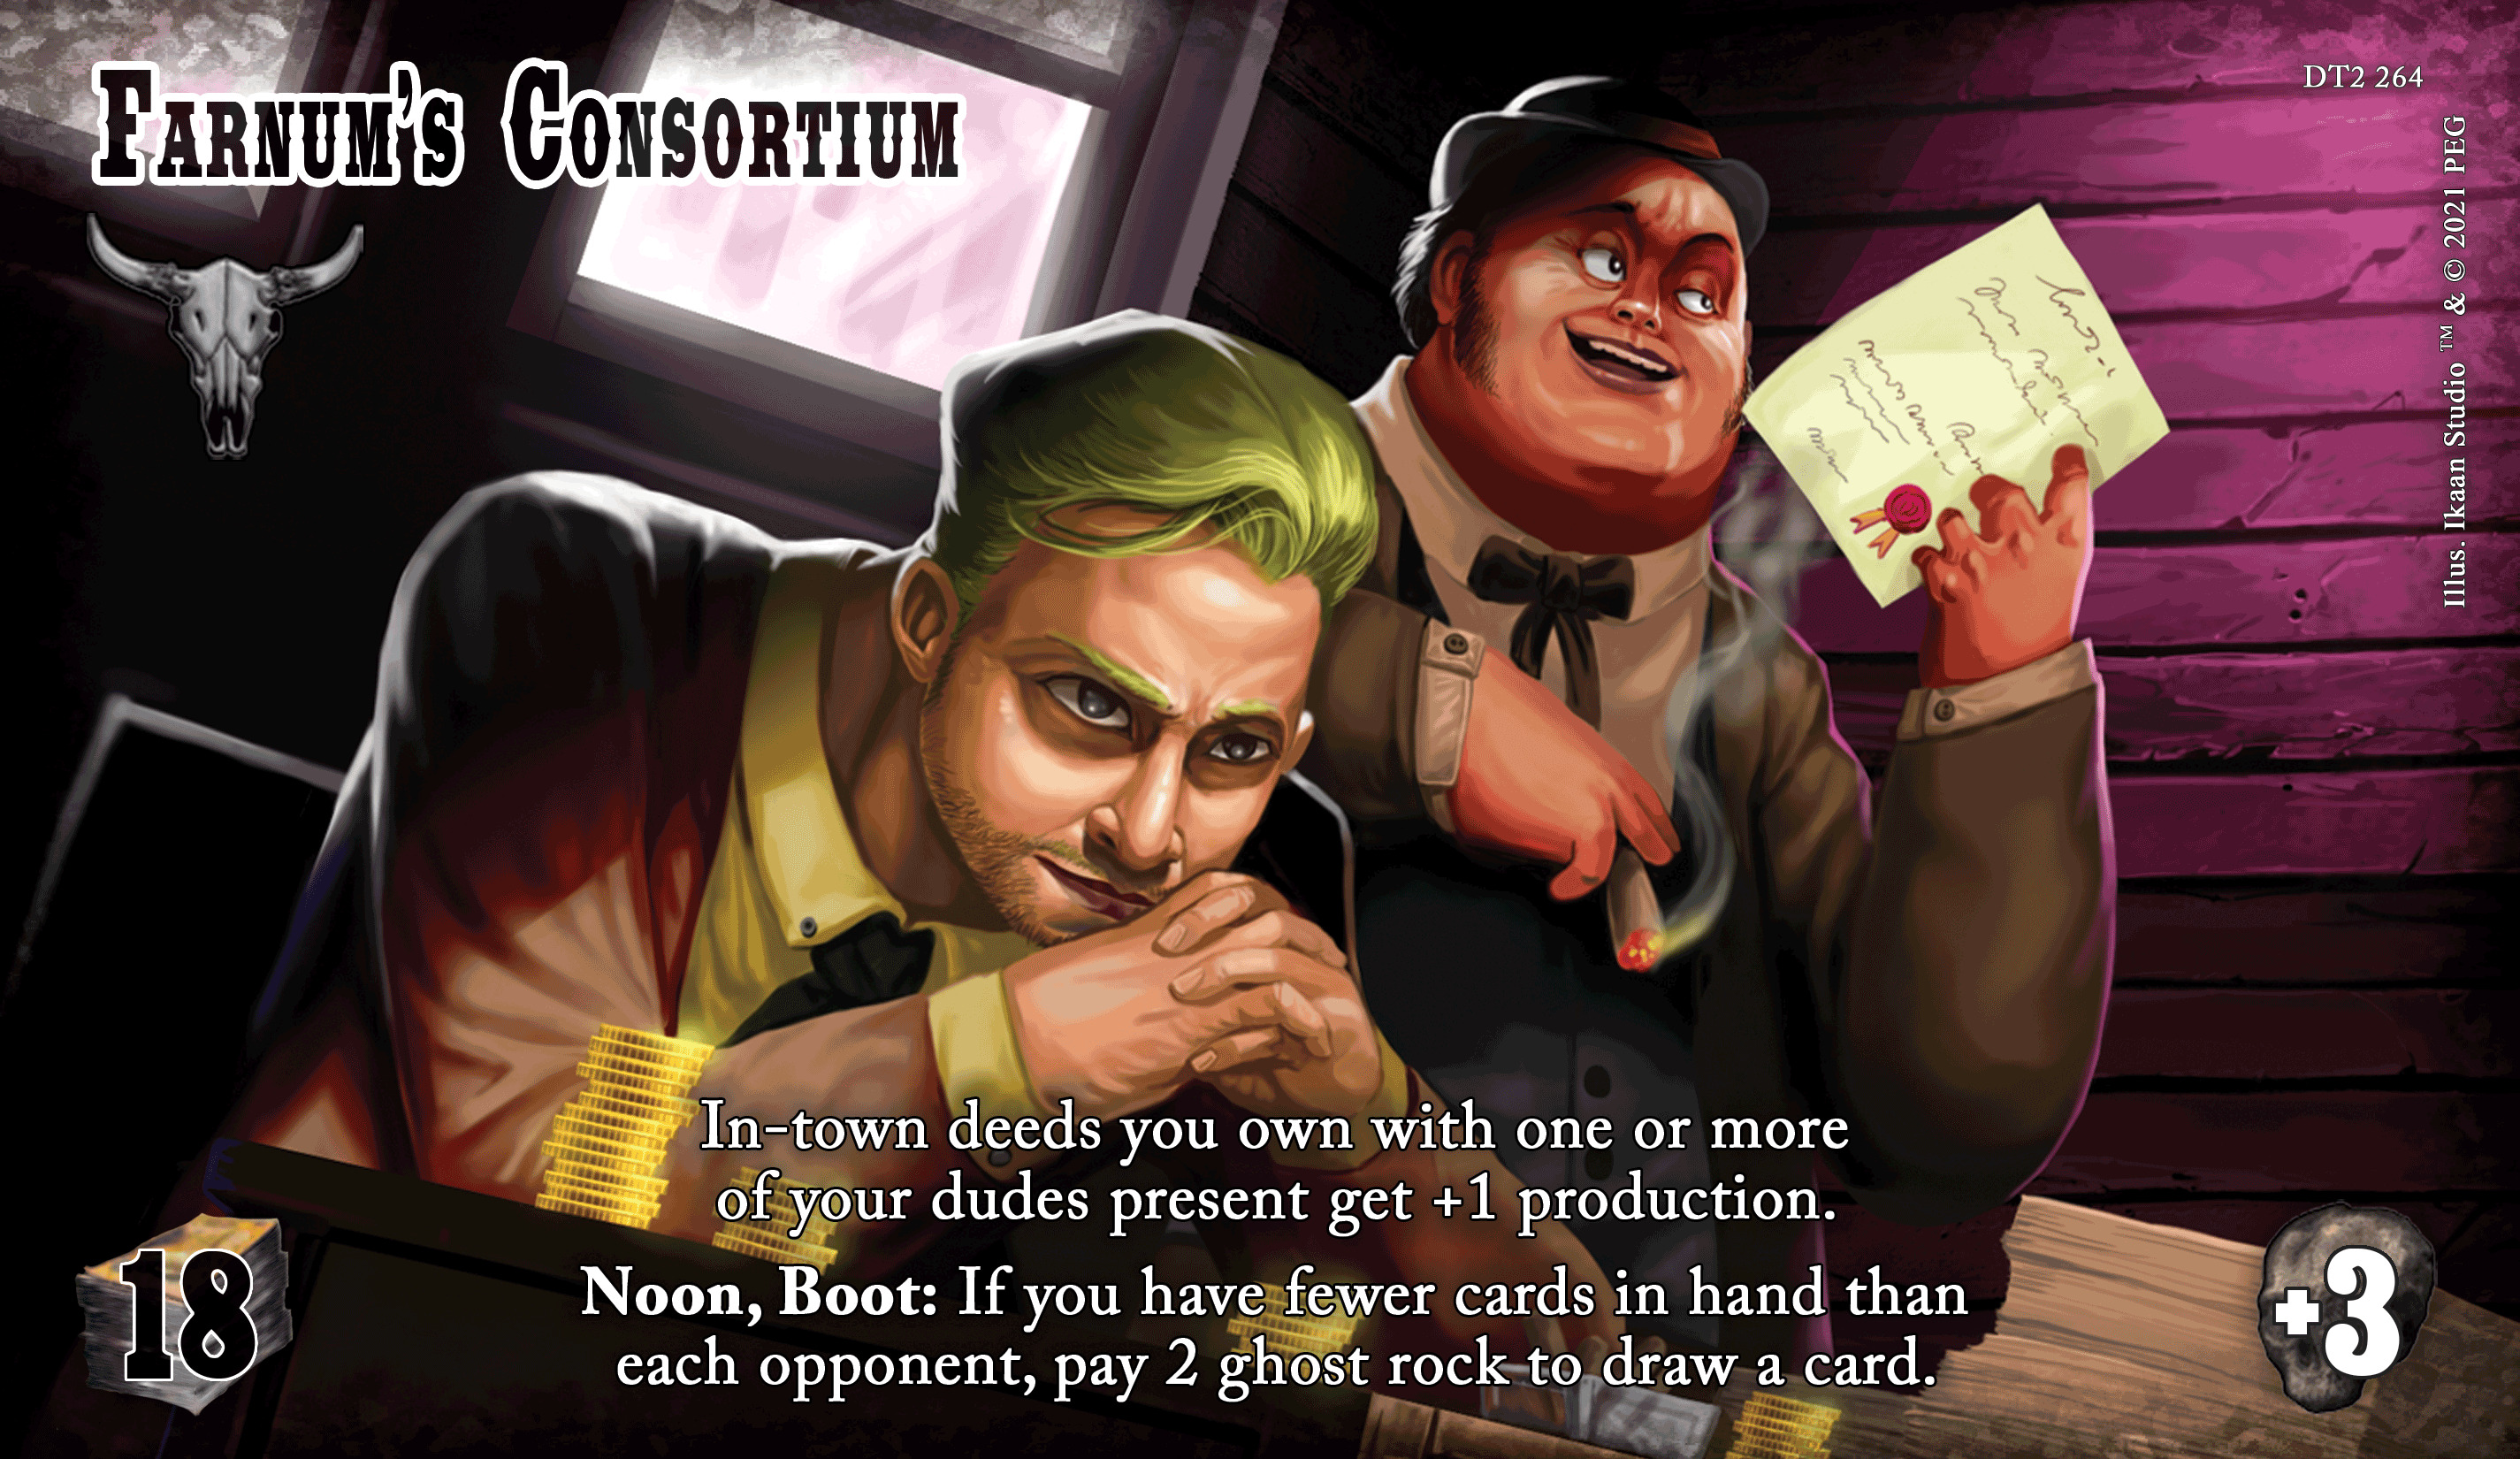 Farnum's Consortium
DT2 264
Illus. Ikaan Studio ™ & © 2021 PEG
In-town deeds you own with one or more
of your dudes present get +1 production.
Noon, Boot: If you have fewer cards in hand than
each opponent, pay 2 ghost rock to draw a card.
18
+3